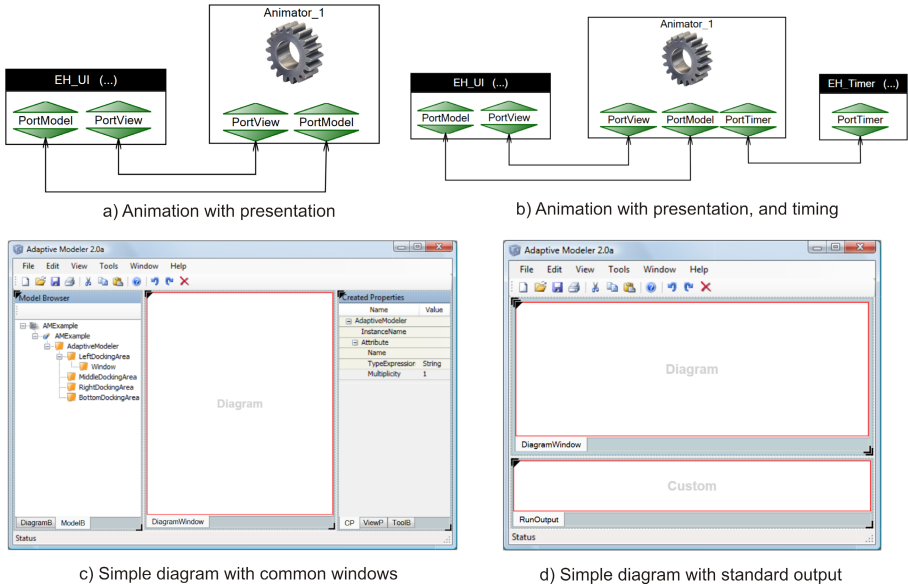 Animator_1
EH_UI (...)
PortModel PortView PortView PortModel
a) Animation with presentation
Animator_1
EH_UI (...) EH_Timer (...)
PortModel PortView PortView PortModel PortTimer PortTimer
b) Animation with presentation, and timing
Adaptive Modeler 2.0a
File Edit View Tools Window Help
Model Browser
AMExample
AMExample
AdaptiveModeler
LeftDockingArea
Window
MiddleDockingArea
RightDockingArea
BottomDockingArea
DiagramB ModelB
Diagram
DiagramWindow
Created Properties
Name Value
AdaptiveModeler
InstanceName
Attribute
Name
TypeExpression String
Multiplicity 1
CP ViewP ToolB
Status
c) Simple diagram with common windows
Adaptive Modeler 2.0a
File Edit View Tools Window Help
Diagram
DiagramWindow
Custom
RunOutput
Status
d) Simple diagram with standard output